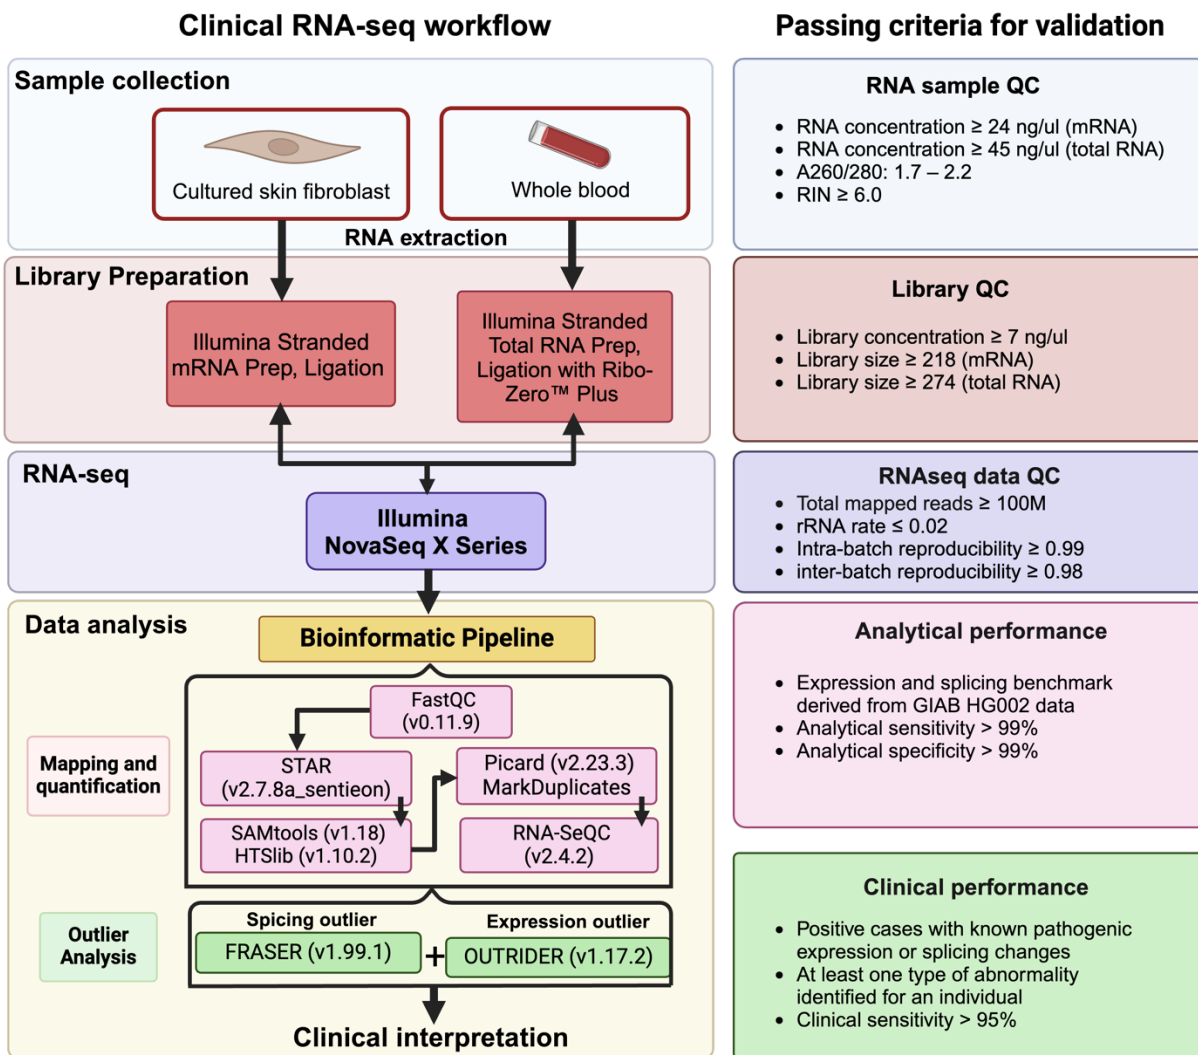 Clinical RNA-seq workflow
Passing criteria for validation
Sample collection
Cultured skin fibroblast
Whole blood
RNA extraction
RNA sample QC
• RNA concentration ≥ 24 ng/ul (mRNA)
• RNA concentration ≥ 45 ng/ul (total RNA)
• A260/280: 1.7 – 2.2
• RIN ≥ 6.0
Library Preparation
Illumina Stranded
mRNA Prep, Ligation
Illumina Stranded
Total RNA Prep,
Ligation with Ribo-
Zero™ Plus
Library QC
• Library concentration ≥ 7 ng/ul
• Library size ≥ 218 (mRNA)
• Library size ≥ 274 (total RNA)
RNA-seq
Illumina
NovaSeq X Series
RNAseq data QC
• Total mapped reads ≥ 100M
• rRNA rate ≤ 0.02
• Intra-batch reproducibility ≥ 0.99
• inter-batch reproducibility ≥ 0.98
Data analysis
Bioinformatic Pipeline
Mapping and
quantification
FastQC
(v0.11.9)
STAR
(v2.7.8a_sentieon)
SAMtools (v1.18)
HTSlib (v1.10.2)
Picard (v2.23.3)
MarkDuplicates
RNA-SeQC
(v2.4.2)
Analytical performance
• Expression and splicing benchmark
derived from GIAB HG002 data
• Analytical sensitivity > 99%
• Analytical specificity > 99%
Outlier
Analysis
Spicing outlier
FRASER (v1.99.1)
+
Expression outlier
OUTRIDER (v1.17.2)
Clinical interpretation
Clinical performance
• Positive cases with known pathogenic
expression or splicing changes
• At least one type of abnormality
identified for an individual
• Clinical sensitivity > 95%